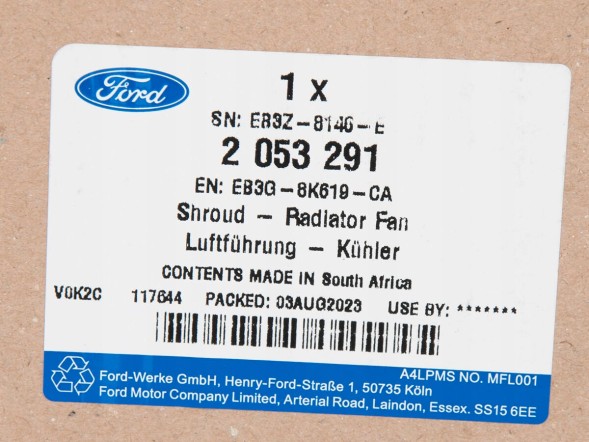 Ford
1 x
SN: EB3Z-8146-E
2 053 291
EN: EB3G-8K619-CA
Shroud - Radiator Fan
Luftführung - Kühler
CONTENTS MADE IN South Africa
V0K2C 117644 PACKED: 03AUG2023 USE BY: *******
A4LPMS NO. MFL001
Ford-Werke GmbH, Henry-Ford-Straße 1, 50735 Köln
Ford Motor Company Limited, Arterial Road, Laindon, Essex. SS15 6EE